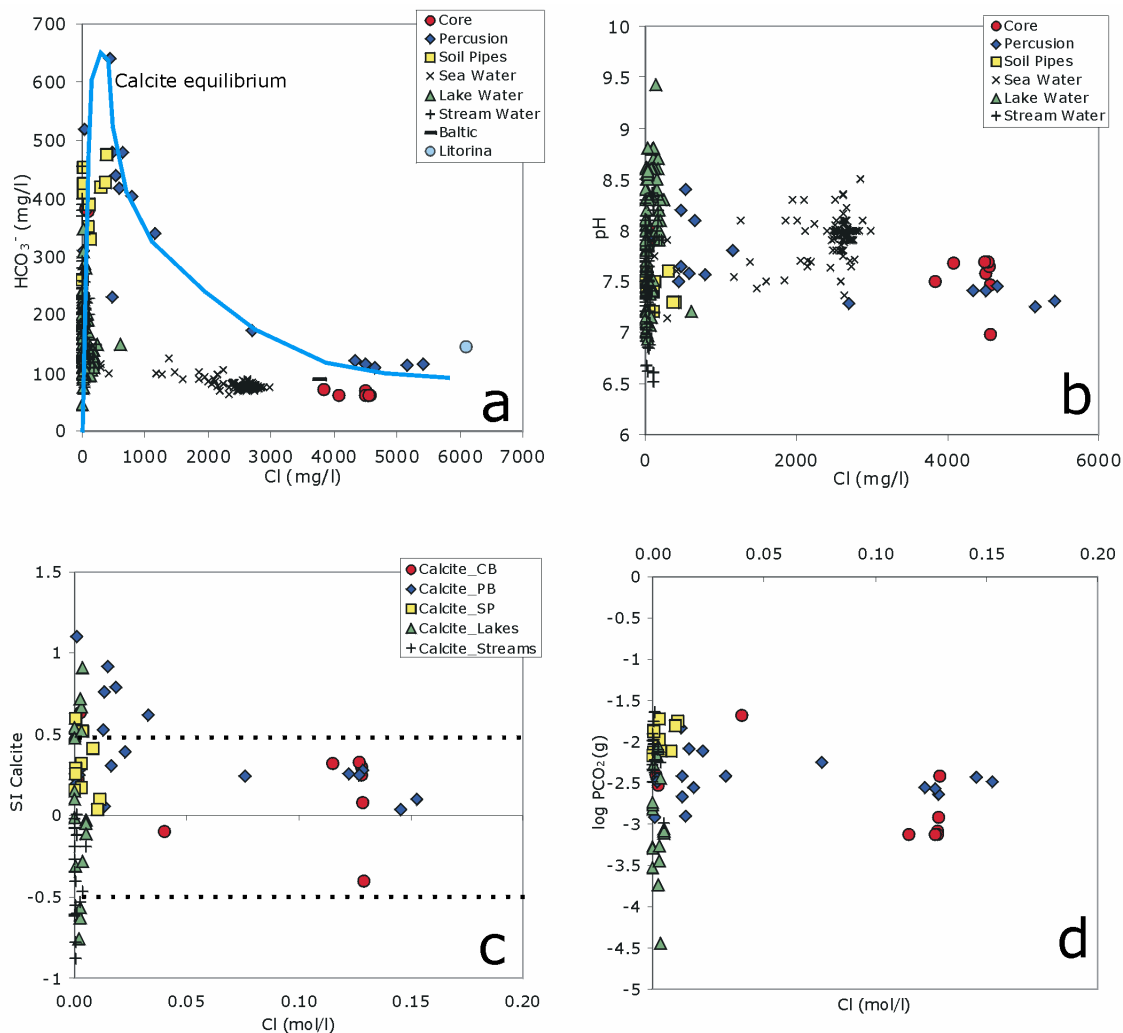 700
600
500
400
300
200
100
0
HCO₃⁻ (mg/l)
Calcite equilibrium
Core
Percusion
Soil Pipes
Sea Water
Lake Water
Stream Water
Baltic
Litorina
a
0 1000 2000 3000 4000 5000 6000 7000
Cl (mg/l)
10
9.5
9
8.5
8
7.5
7
6.5
6
pH
Core
Percusion
Soil Pipes
Sea Water
Lake Water
Stream Water
b
0 2000 4000 6000
Cl (mg/l)
1.5
1
0.5
0
-0.5
-1
SI Calcite
Calcite_CB
Calcite_PB
Calcite_SP
Calcite_Lakes
Calcite_Streams
c
0.00 0.05 0.10 0.15 0.20
Cl (mol/l)
0.00 0.05 0.10 0.15 0.20
0
-0.5
-1
-1.5
-2
-2.5
-3
-3.5
-4
-4.5
-5
log PCO₂(g)
d
Cl (mol/l)